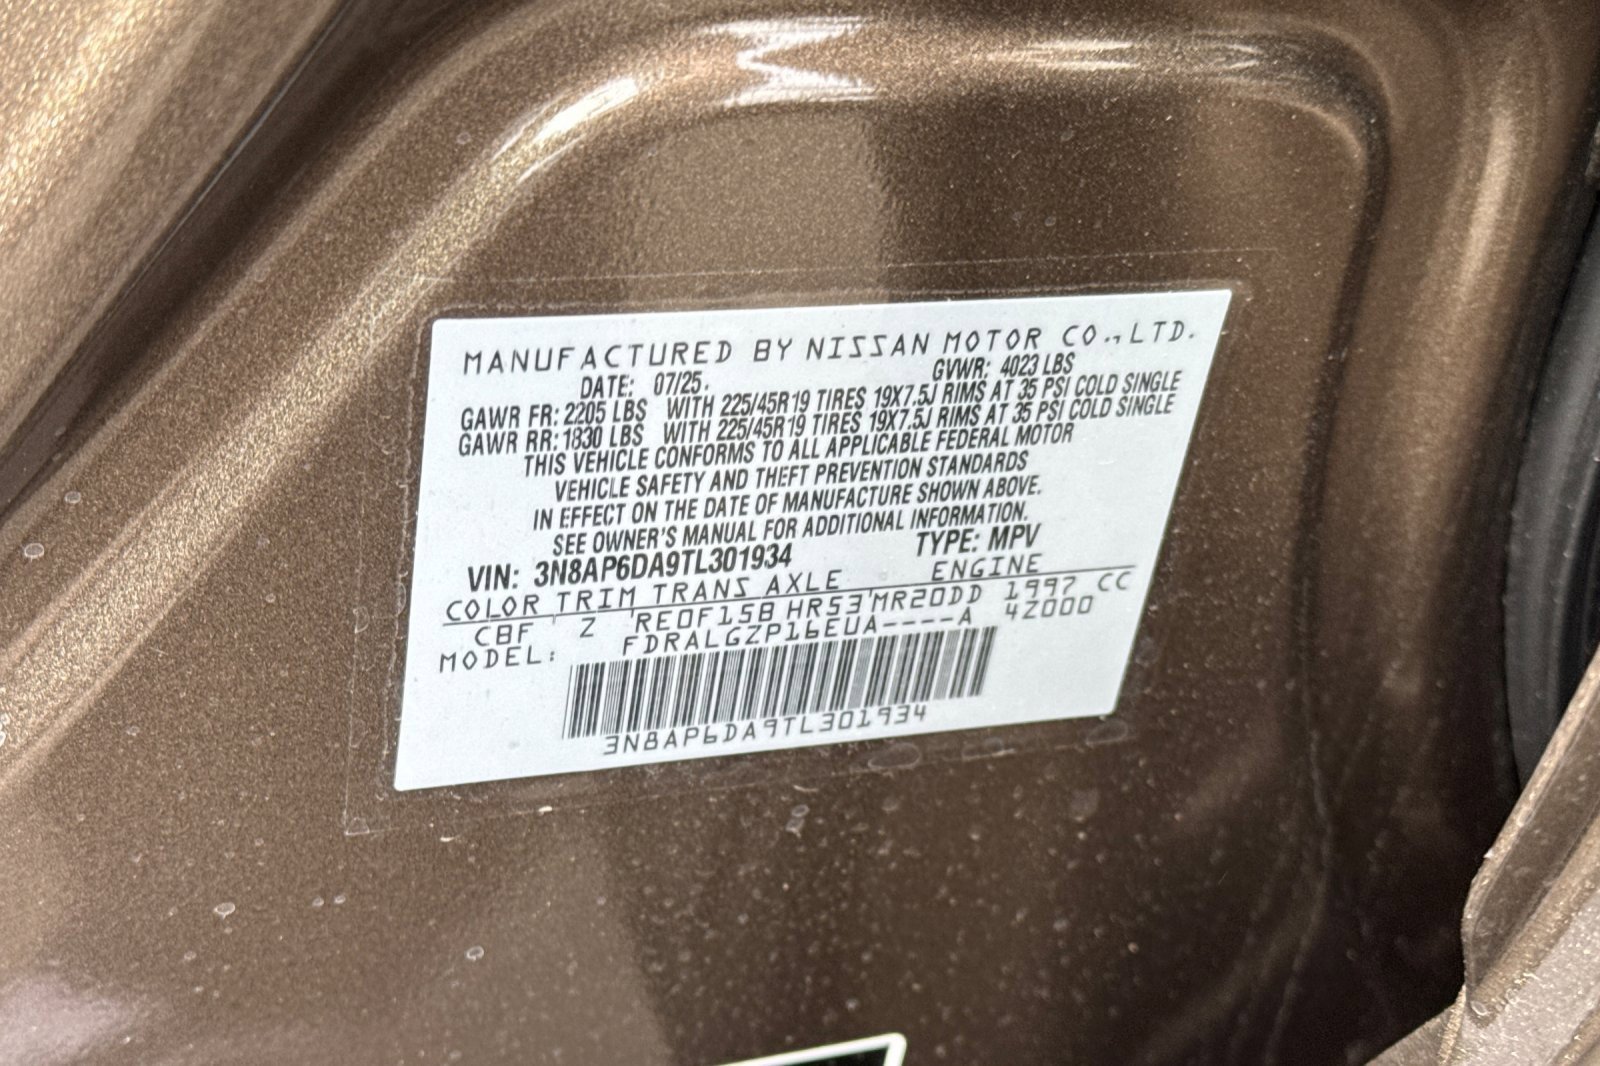 MANUFACTURED BY NISSAN MOTOR CO., LTD.
DATE: 07/25. GVWR: 4023 LBS
GAWR FR: 2205 LBS WITH 225/45R19 TIRES 19X7.5J RIMS AT 35 PSI COLD SINGLE
GAWR RR: 1830 LBS WITH 225/45R19 TIRES 19X7.5J RIMS AT 35 PSI COLD SINGLE
THIS VEHICLE CONFORMS TO ALL APPLICABLE FEDERAL MOTOR
VEHICLE SAFETY AND THEFT PREVENTION STANDARDS
IN EFFECT ON THE DATE OF MANUFACTURE SHOWN ABOVE.
SEE OWNER'S MANUAL FOR ADDITIONAL INFORMATION.
VIN: 3N8AP6DA9TL301934 TYPE: MPV
COLOR TRIM TRANS AXLE ENGINE
CBF Z RE0F15B HR53 MR20DD 1997 CC
MODEL: FDRALGZP16EUA----A 4Z000
3N8AP6DA9TL301934